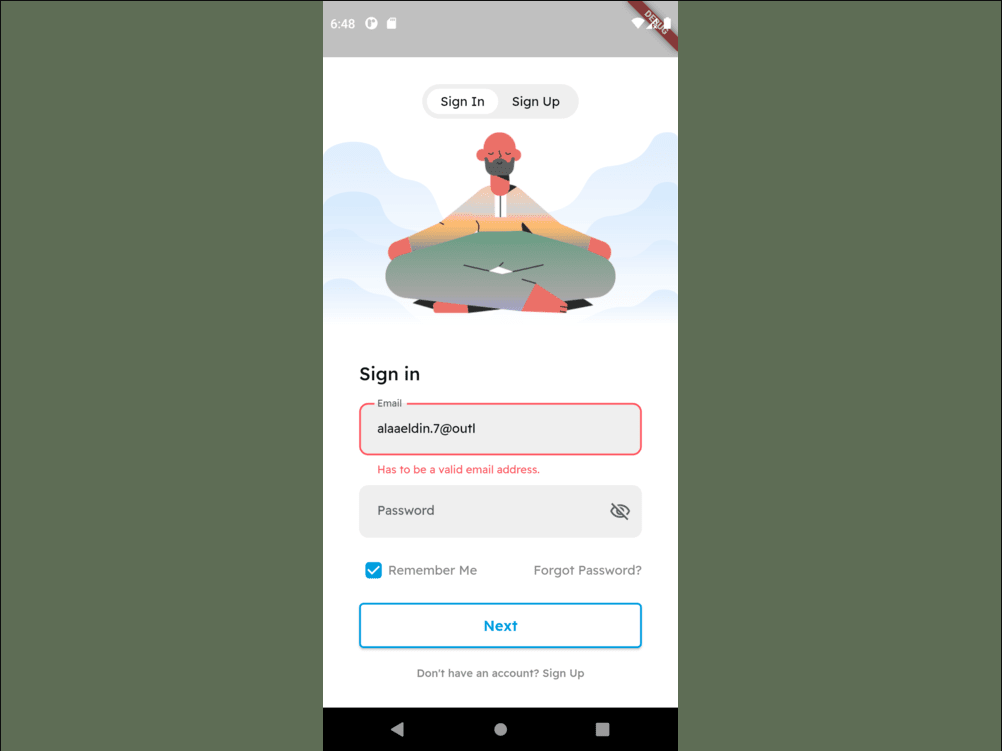 6:48
DEBUG
Sign In Sign Up
Sign in
Email
alaaeldin.7@outl
Has to be a valid email address.
Password
Remember Me Forgot Password?
Next
Don't have an account? Sign Up